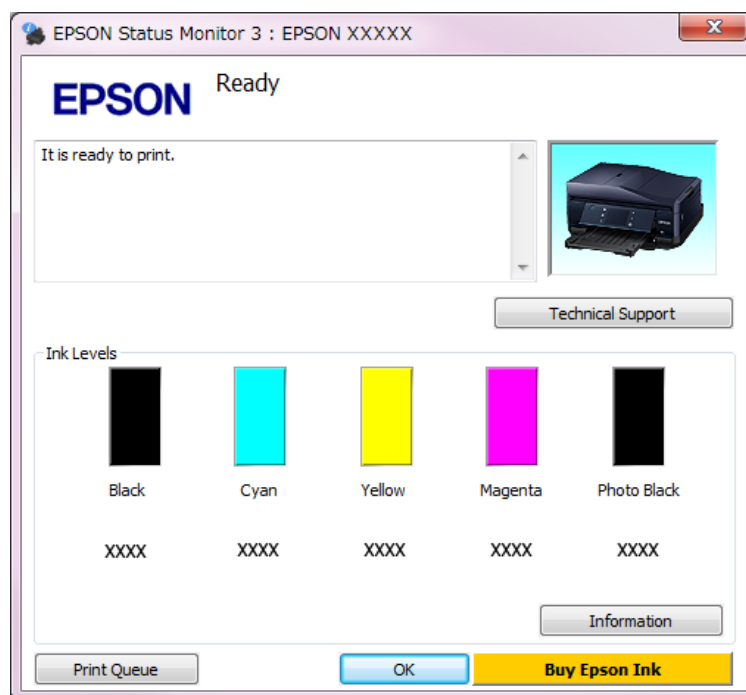 EPSON Status Monitor 3 : EPSON XXXXX
EPSON
Ready
It is ready to print.
Technical Support
Ink Levels
Black Cyan Yellow Magenta Photo Black
XXXX XXXX XXXX XXXX XXXX
Information
Print Queue OK Buy Epson Ink